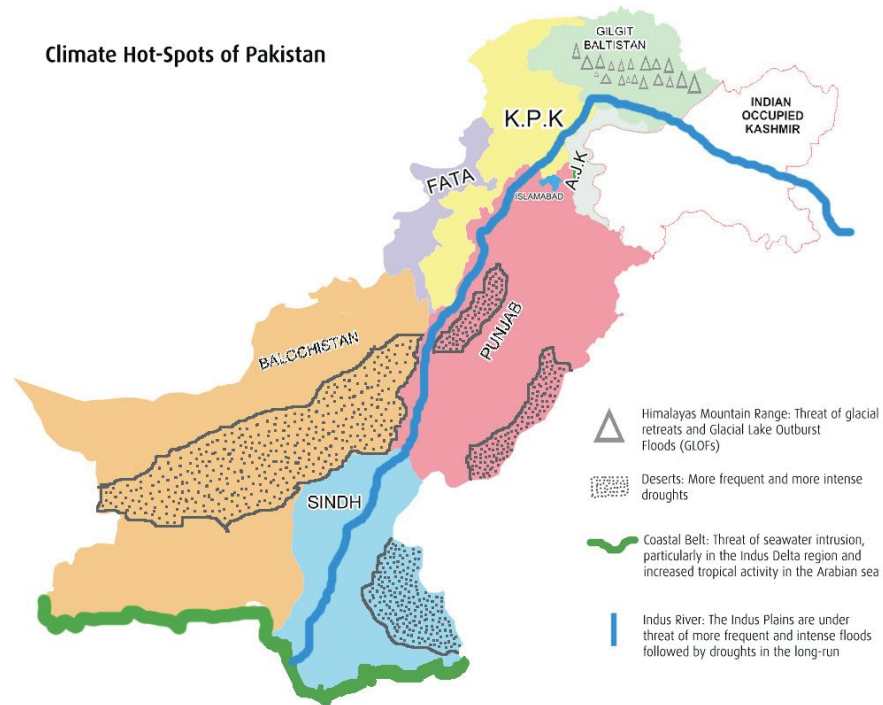 Climate Hot-Spots of Pakistan
GILGIT
BALTISTAN
INDIAN
OCCUPIED
KASHMIR
K.P.K
FATA
A.J.K
ISLAMABAD
PUNJAB
BALOCHISTAN
SINDH
Himalayas Mountain Range: Threat of glacial
retreats and Glacial Lake Outburst
Floods (GLOFs)
Deserts: More frequent and more intense
droughts
Coastal Belt: Threat of seawater intrusion,
particularly in the Indus Delta region and
increased tropical activity in the Arabian sea
Indus River: The Indus Plains are under
threat of more frequent and intense floods
followed by droughts in the long-run